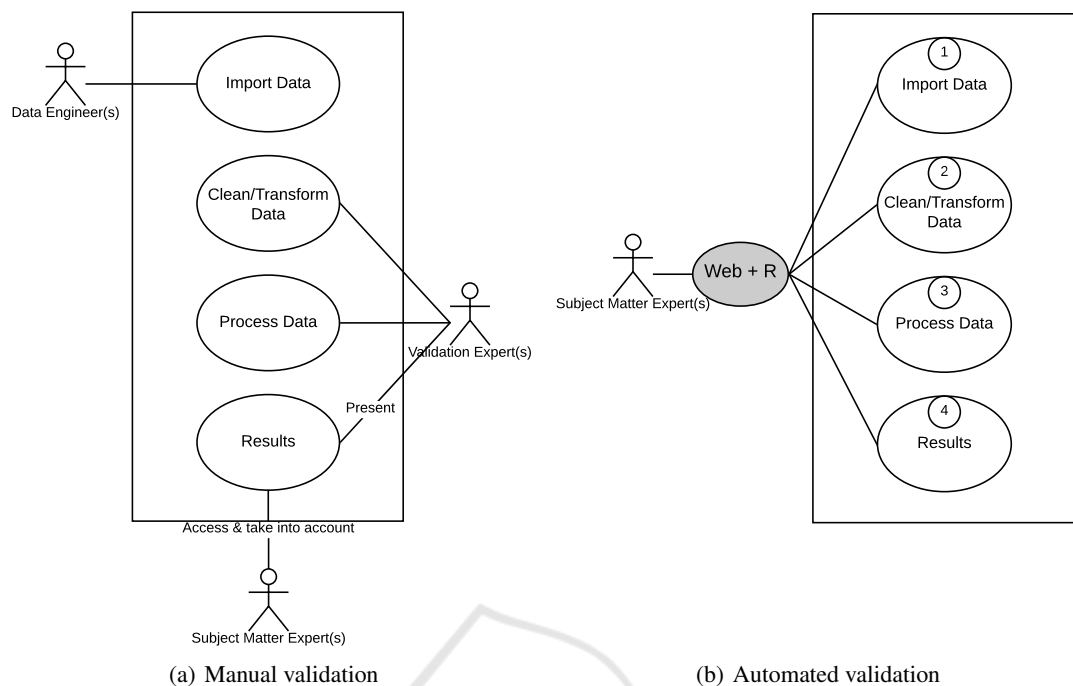 Import Data
Data Engineer(s)
Clean/Transform
Data
Process Data
Validation Expert(s)
Present
Results
Access & take into account
Subject Matter Expert(s)
(a) Manual validation
1
Import Data
2
Clean/Transform
Data
Web + R
Subject Matter Expert(s)
3
Process Data
4
Results
(b) Automated validation